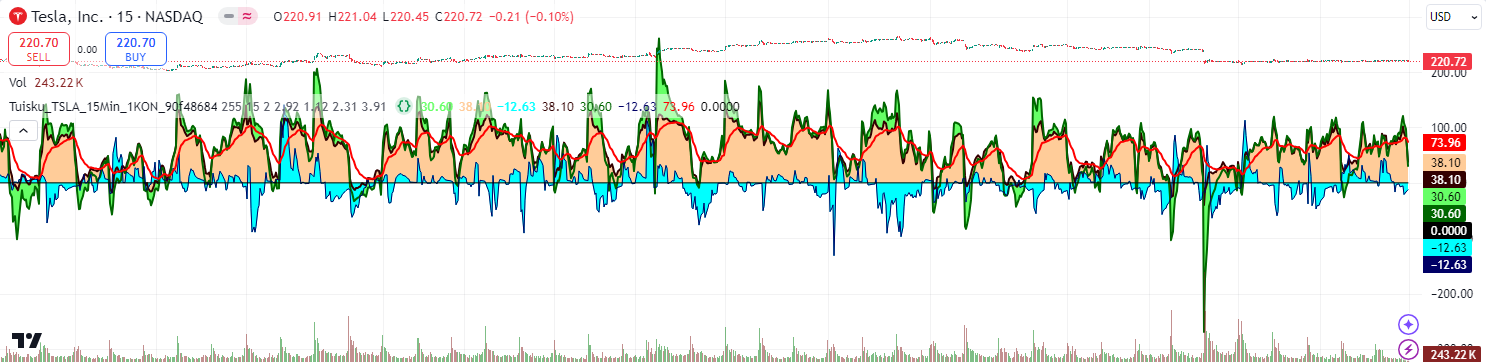 Tesla, Inc. · 15 · NASDAQ O220.91 H221.04 L220.45 C220.72 −0.21 (−0.10%)
USD
220.70 SELL
0.00
220.70 BUY
220.72
200.00
Vol 243.22 K
Tuisku_TSLA_15Min_1KON_90f48684 255 15 2 2.92 1.42 2.31 3.91 30.60 38.10 −12.63 38.10 30.60 −12.63 73.96 0.0000
100.00
73.96
38.10
38.10
30.60
30.60
0.0000
−12.63
−12.63
−200.00
243.22 K